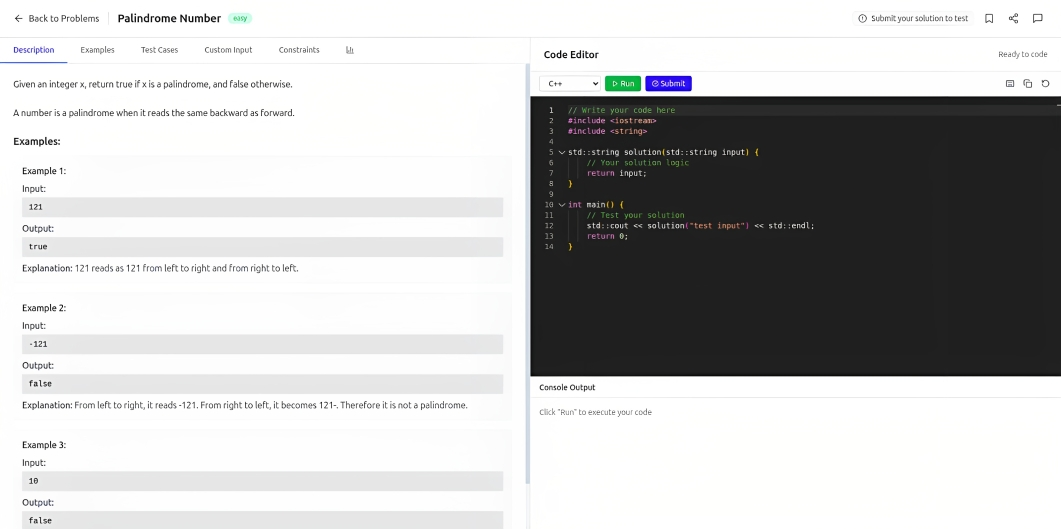 Back to Problems
Palindrome Number
easy
Submit your solution to test
Description
Examples
Test Cases
Custom Input
Constraints
Given an integer x, return true if x is a palindrome, and false otherwise.
A number is a palindrome when it reads the same backward as forward.
Examples:
Example 1:
Input:
121
Output:
true
Explanation: 121 reads as 121 from left to right and from right to left.
Example 2:
Input:
-121
Output:
false
Explanation: From left to right, it reads -121. From right to left, it becomes 121-. Therefore it is not a palindrome.
Example 3:
Input:
10
Output:
false
Code Editor
Ready to code
C++
Run
Submit
1 // Write your code here
2 #include <iostream>
3 #include <string>
4
5 std::string solution(std::string input) {
6 // Your solution logic
7 return input;
8 }
9
10 int main() {
11 // Test your solution
12 std::cout << solution("test input") << std::endl;
13 return 0;
14 }
Console Output
Click "Run" to execute your code